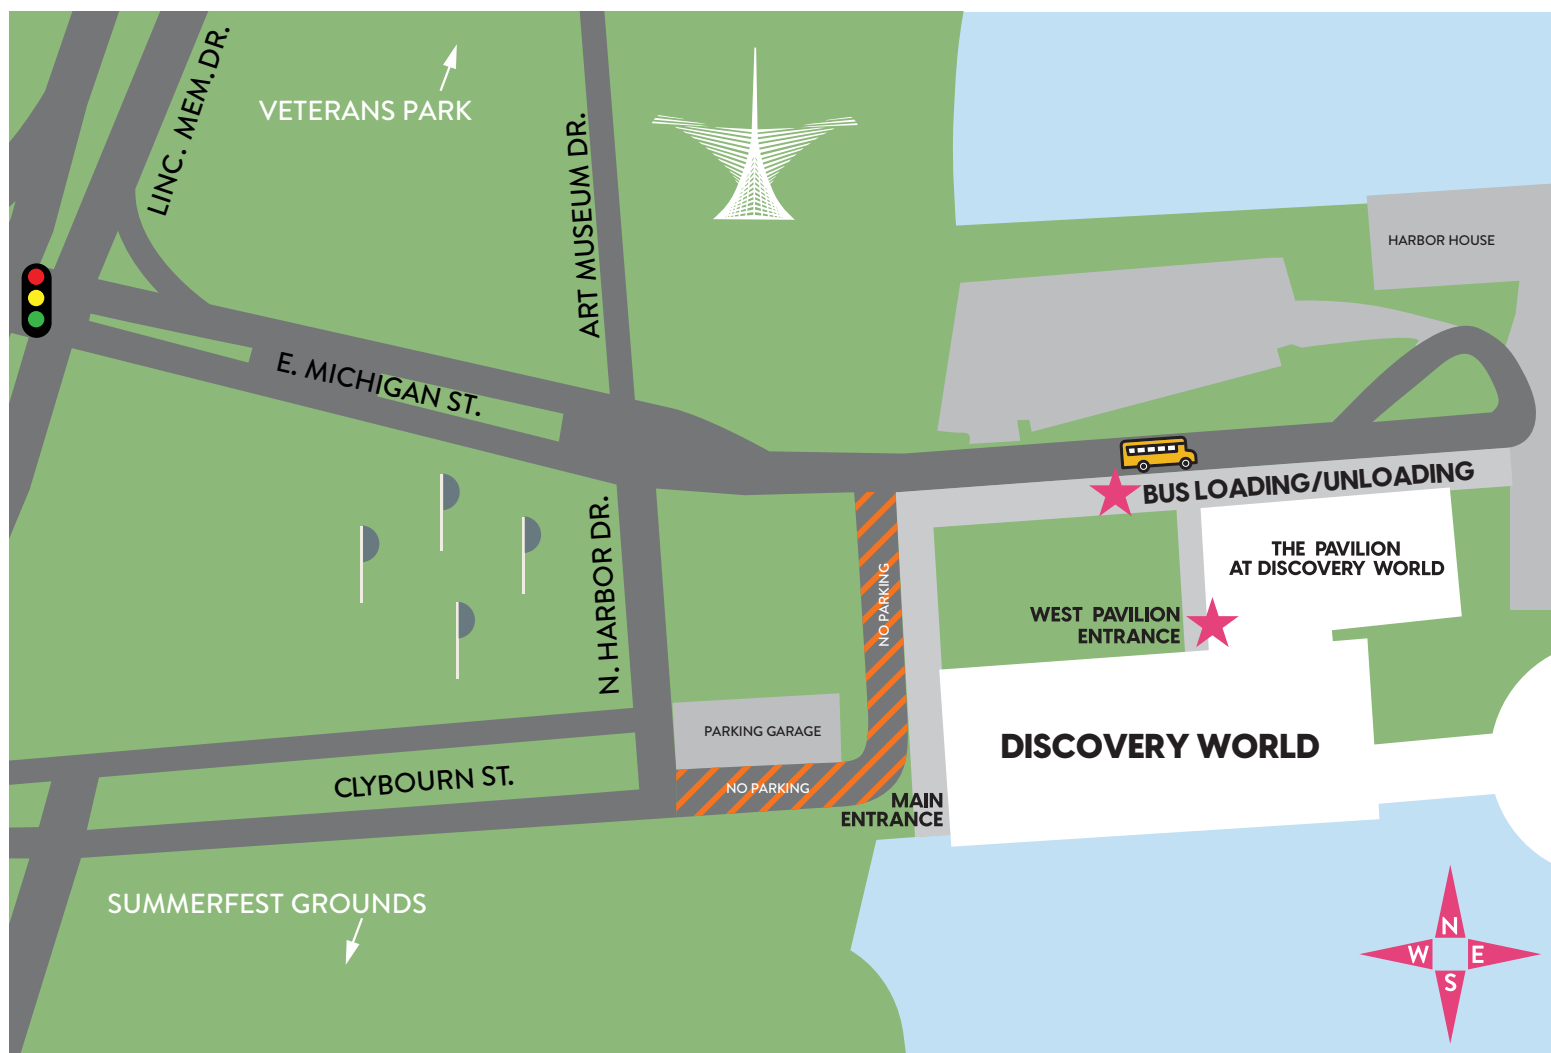 LINC. MEM.DR.
VETERANS PARK
ART MUSEUM DR.
HARBOR HOUSE
E. MICHIGAN ST.
BUS LOADING/UNLOADING
N. HARBOR DR.
NO PARKING
THE PAVILION
AT DISCOVERY WORLD
WEST PAVILION
ENTRANCE
PARKING GARAGE
DISCOVERY WORLD
CLYBOURN ST.
NO PARKING
MAIN
ENTRANCE
SUMMERFEST GROUNDS
N
W E
S